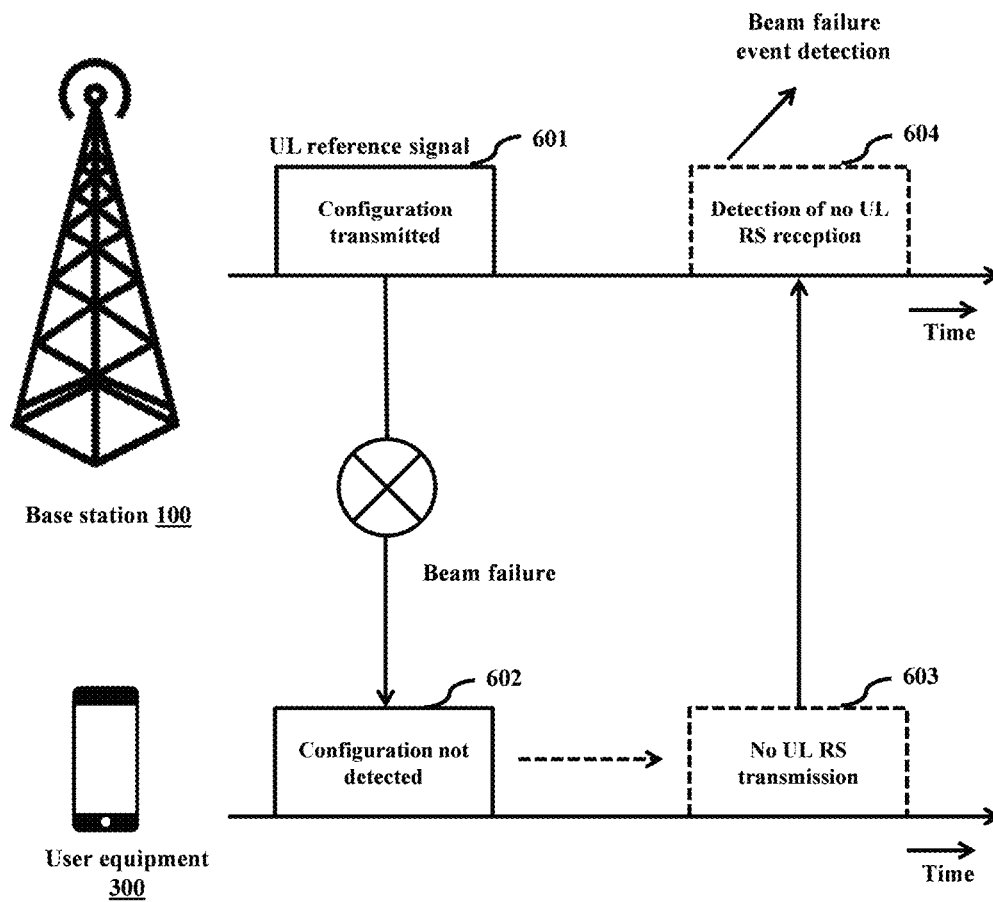 Beam failure
event detection
UL reference signal
601
604
Configuration
transmitted
Detection of no UL
RS reception
Time
Base station 100
Beam failure
602
603
Configuration not
detected
No UL RS
transmission
User equipment
300
Time